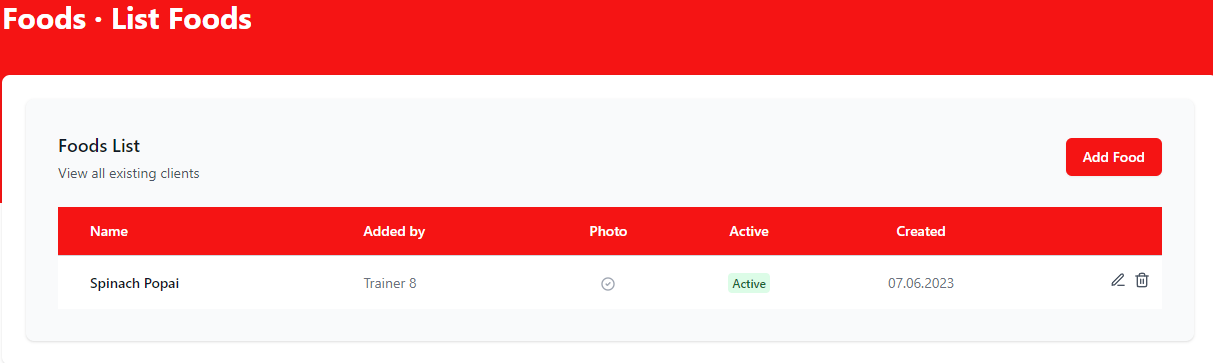 Foods · List Foods
Foods List
View all existing clients
Add Food
Name Added by Photo Active Created
Spinach Popai Trainer 8 Active 07.06.2023